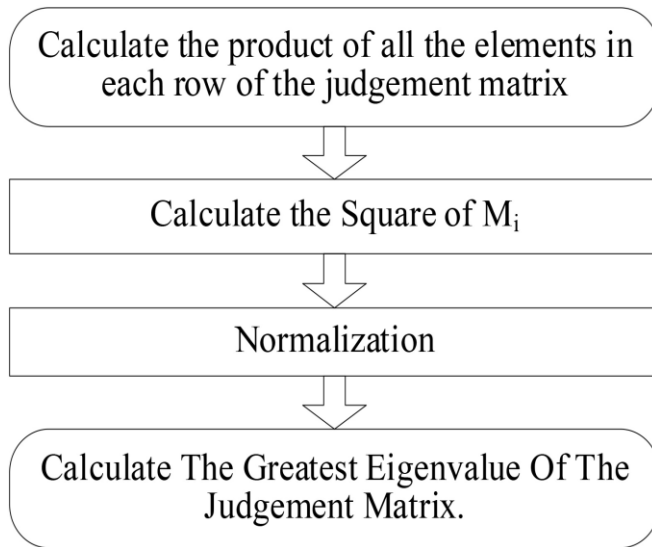 Calculate the product of all the elements in
each row of the judgement matrix
Calculate the Square of Mi
Normalization
Calculate The Greatest Eigenvalue Of The
Judgement Matrix.